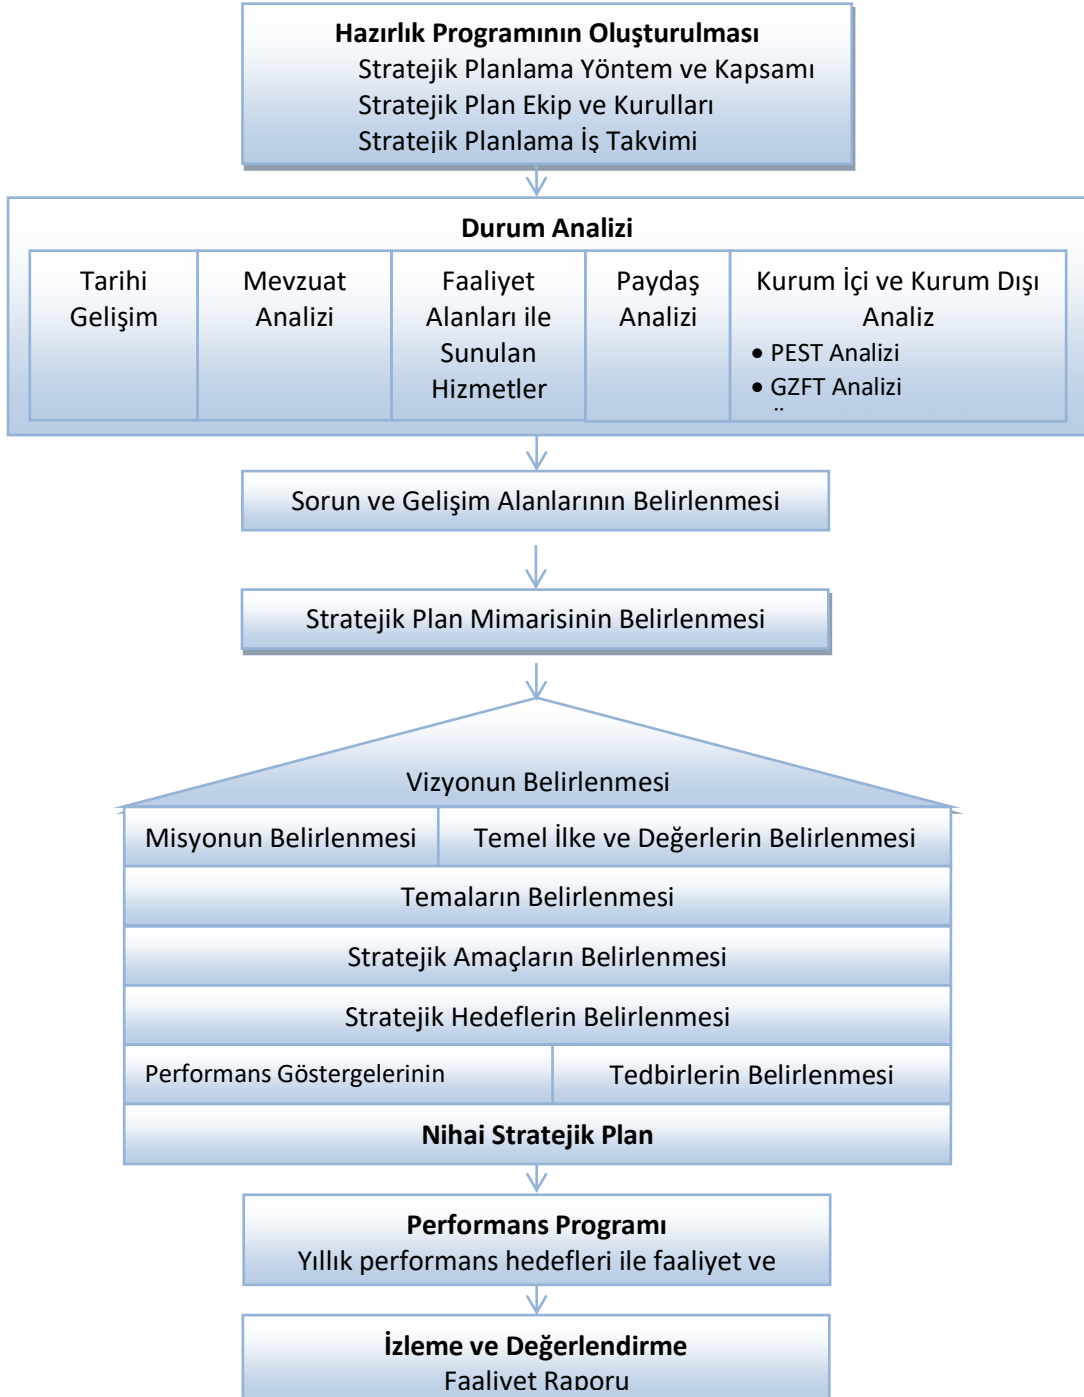 Hazırlık Programının Oluşturulması
Stratejik Planlama Yöntem ve Kapsamı
Stratejik Plan Ekip ve Kurulları
Stratejik Planlama İş Takvimi
Durum Analizi
Tarihi
Gelişim
Mevzuat
Analizi
Faaliyet
Alanları ile
Sunulan
Hizmetler
Paydaş
Analizi
Kurum İçi ve Kurum Dışı
Analiz
• PEST Analizi
• GZFT Analizi
Sorun ve Gelişim Alanlarının Belirlenmesi
Stratejik Plan Mimarisinin Belirlenmesi
Vizyonun Belirlenmesi
Misyonun Belirlenmesi
Temel İlke ve Değerlerin Belirlenmesi
Temaların Belirlenmesi
Stratejik Amaçların Belirlenmesi
Stratejik Hedeflerin Belirlenmesi
Performans Göstergelerinin
Tedbirlerin Belirlenmesi
Nihai Stratejik Plan
Performans Programı
Yıllık performans hedefleri ile faaliyet ve
İzleme ve Değerlendirme
Faaliyet Raporu